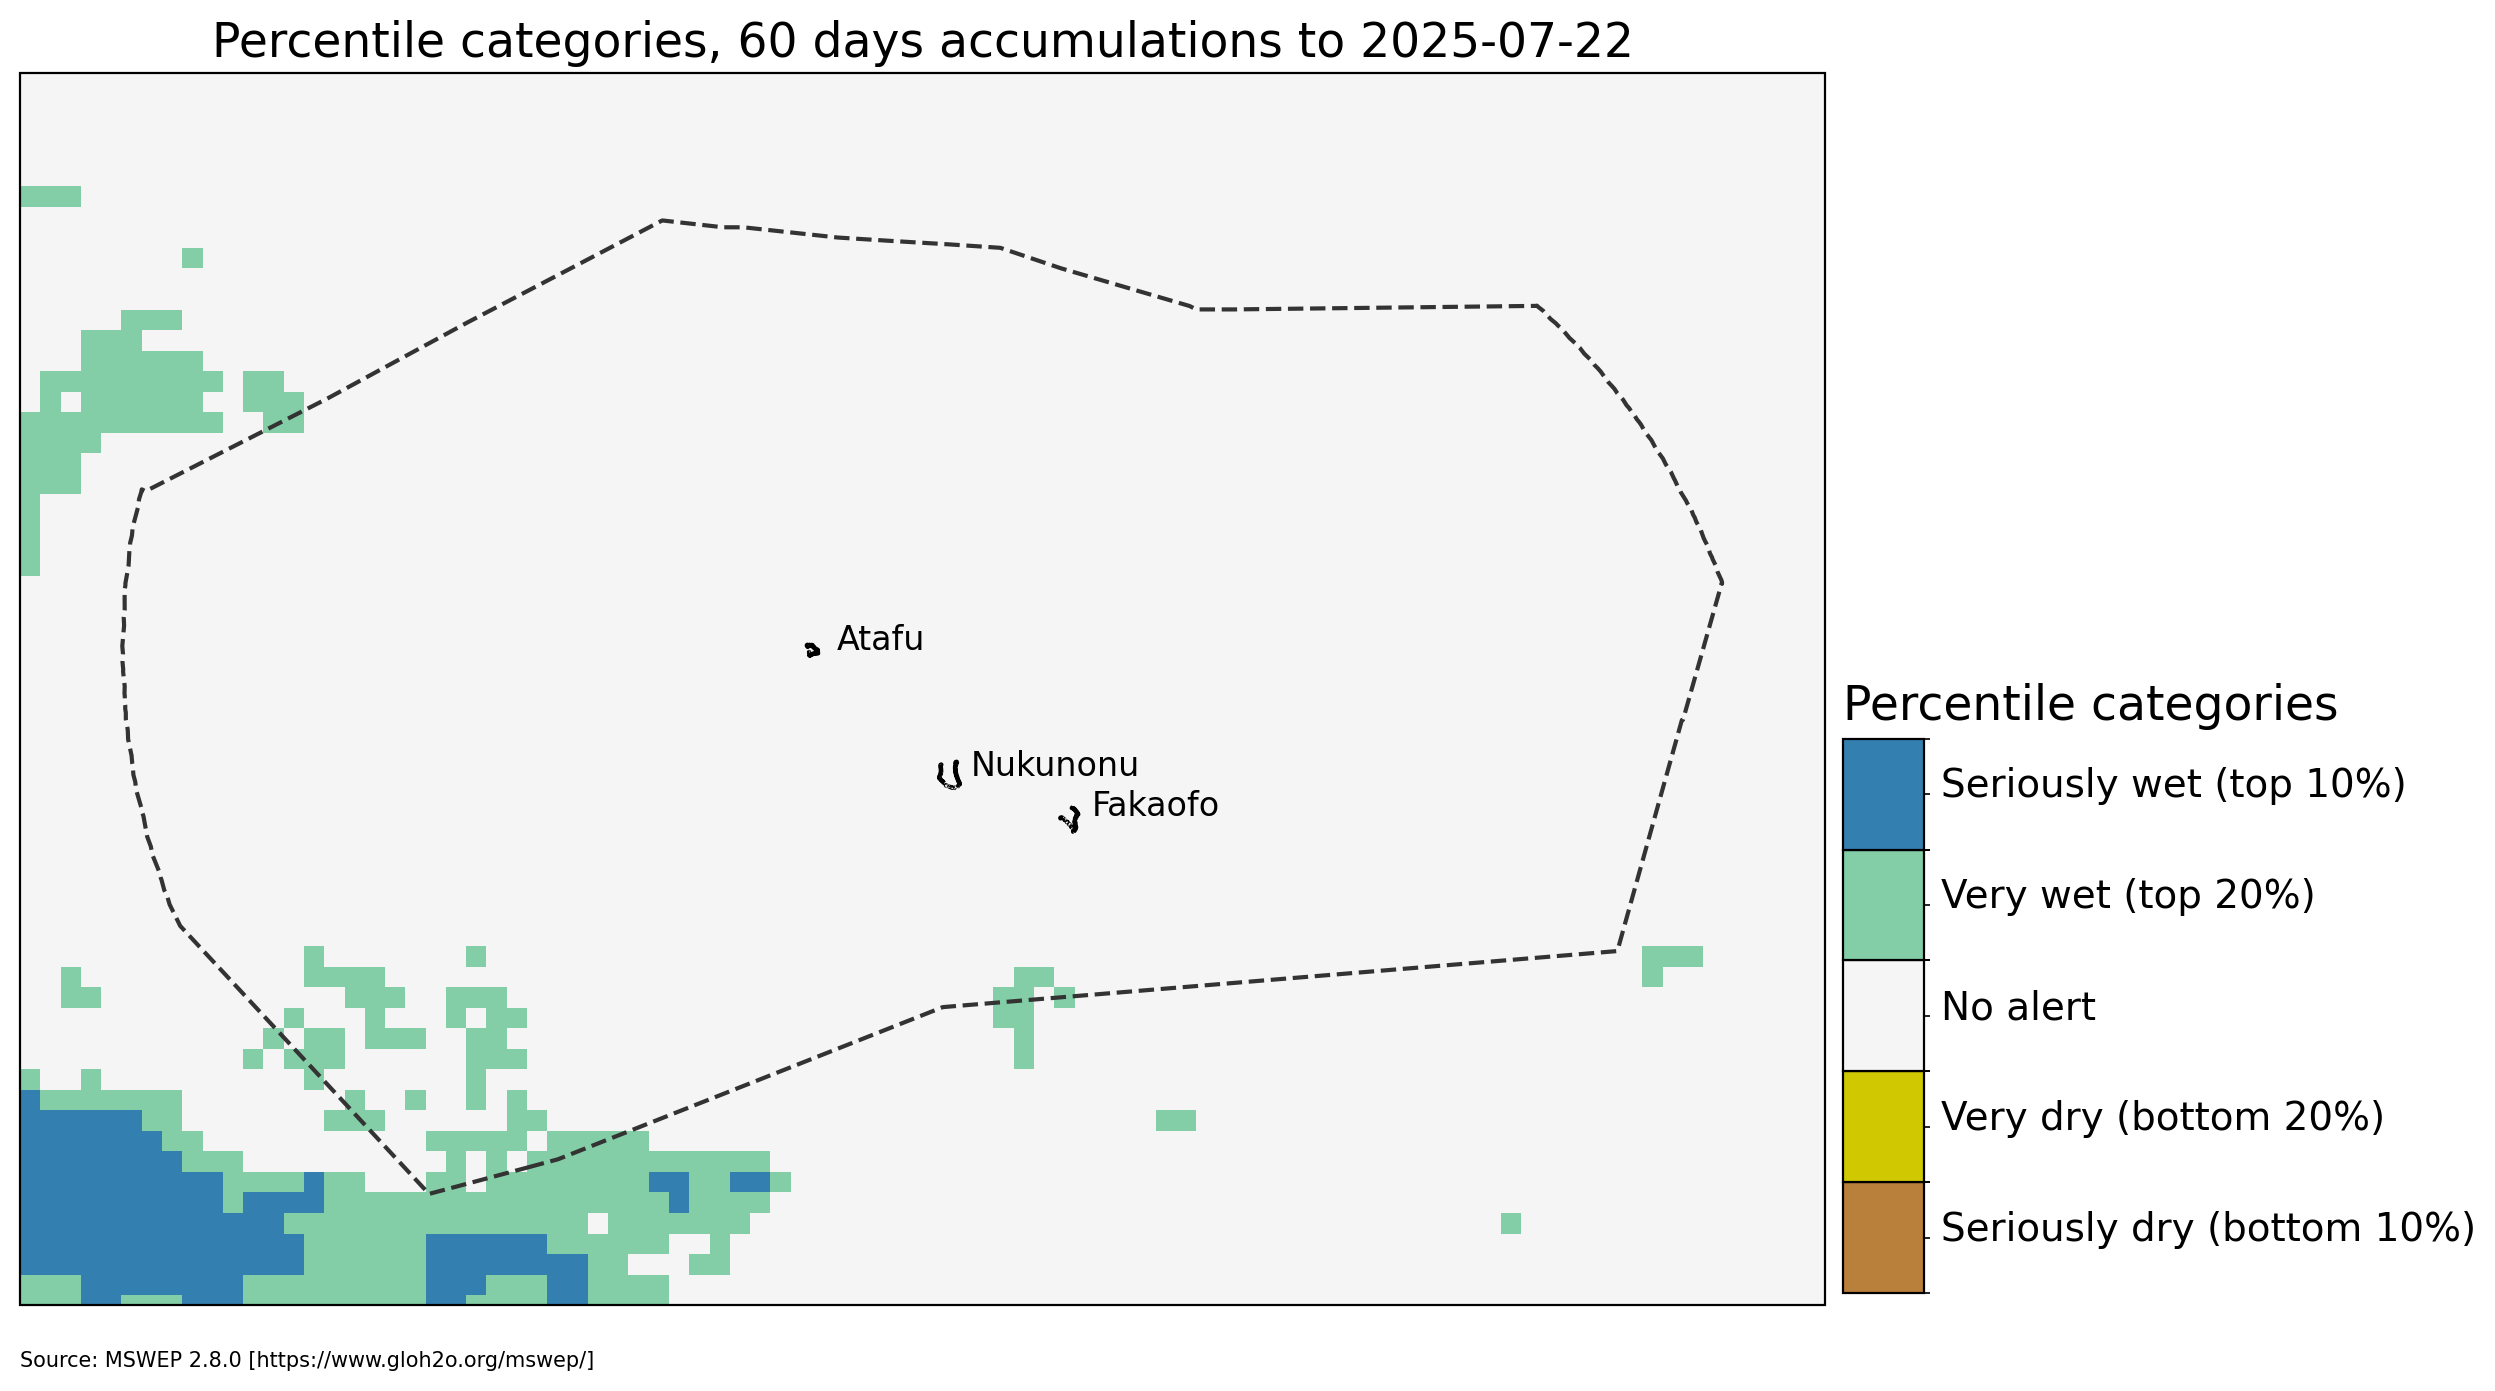 Percentile categories, 60 days accumulations to 2025-07-22
Atafu
Nukunonu
Fakaofo
Percentile categories
Seriously wet (top 10%)
Very wet (top 20%)
No alert
Very dry (bottom 20%)
Seriously dry (bottom 10%)
Source: MSWEP 2.8.0 [https://www.gloh2o.org/mswep/]